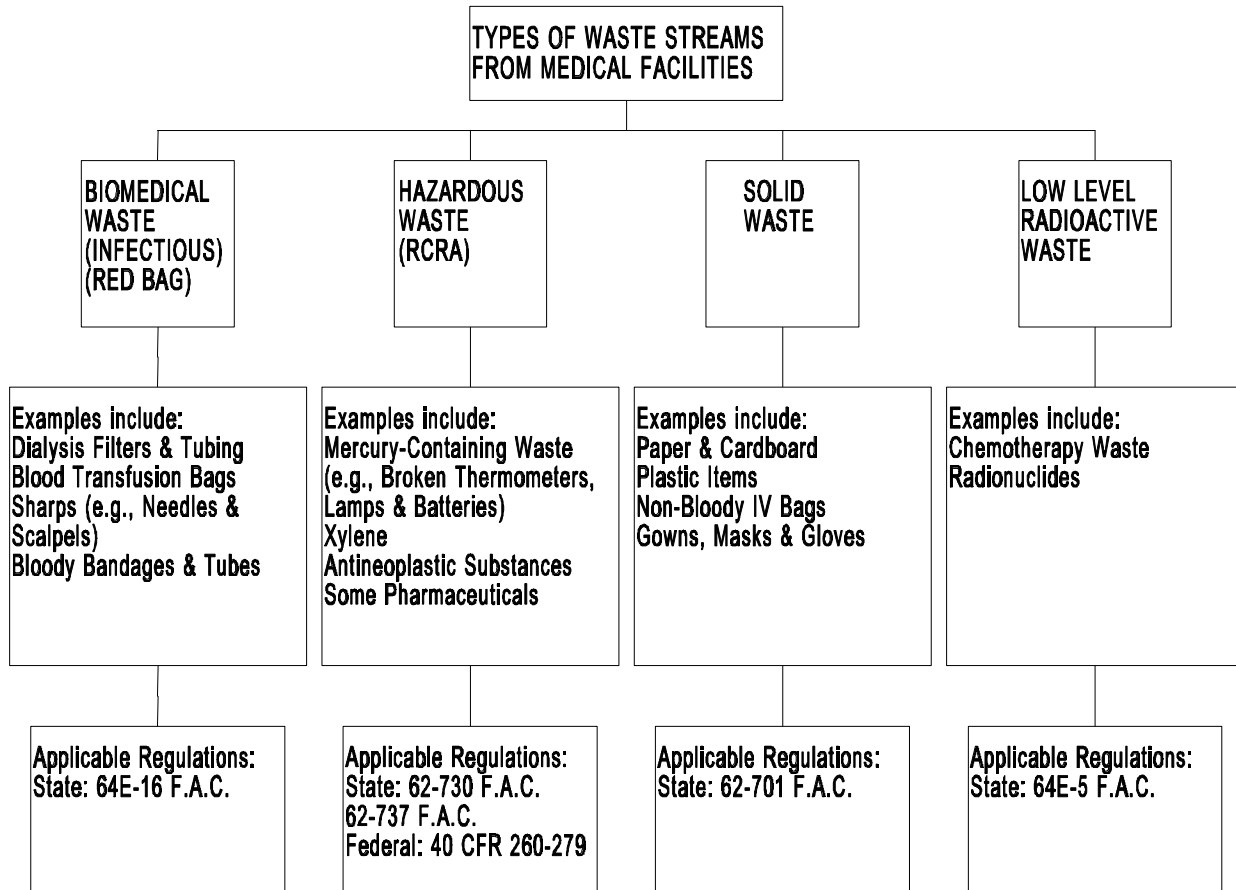 TYPES OF WASTE STREAMS
FROM MEDICAL FACILITIES
BIOMEDICAL
WASTE
(INFECTIOUS)
(RED BAG)
HAZARDOUS
WASTE
(RCRA)
SOLID
WASTE
LOW LEVEL
RADIOACTIVE
WASTE
Examples include:
Dialysis Filters & Tubing
Blood Transfusion Bags
Sharps (e.g., Needles &
Scalpels)
Bloody Bandages & Tubes
Examples include:
Mercury-Containing Waste
(e.g., Broken Thermometers,
Lamps & Batteries)
Xylene
Antineoplastic Substances
Some Pharmaceuticals
Examples include:
Paper & Cardboard
Plastic Items
Non-Bloody IV Bags
Gowns, Masks & Gloves
Examples include:
Chemotherapy Waste
Radionuclides
Applicable Regulations:
State: 64E-16 F.A.C.
Applicable Regulations:
State: 62-730 F.A.C.
62-737 F.A.C.
Federal: 40 CFR 260-279
Applicable Regulations:
State: 62-701 F.A.C.
Applicable Regulations:
State: 64E-5 F.A.C.